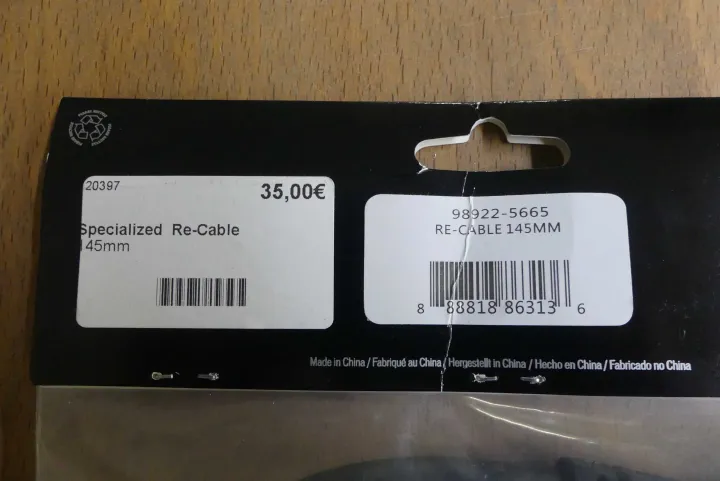 20397
35,00€
Specialized Re-Cable
145mm
98922-5665
RE-CABLE 145MM
8 88818 86313 6
Made in China / Fabriqué au China / Hergestellt in China / Hecho en China / Fabricado no China